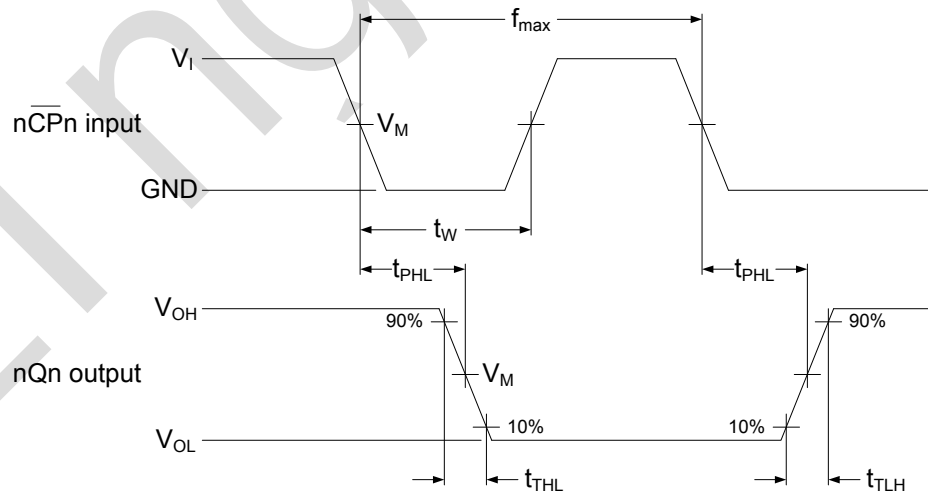 f_max
V_I
nC̅P̅n input
V_M
GND
t_W
t_PHL t_PHL
V_OH
90% 90%
nQn output
V_M
10% 10%
V_OL
t_THL t_TLH